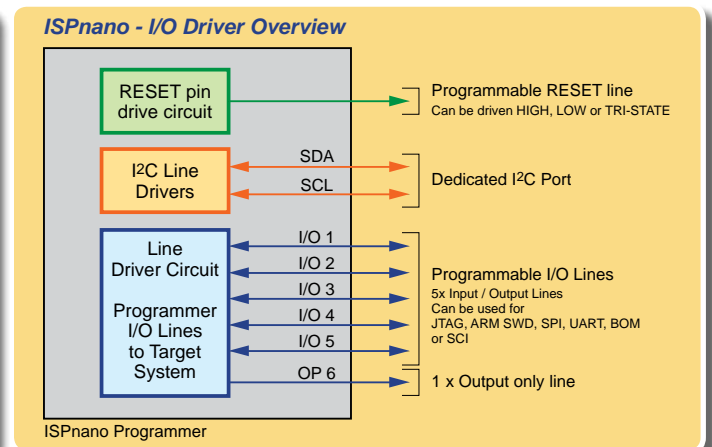 ISPnano - I/O Driver Overview
RESET pin
drive circuit
Programmable RESET line
Can be driven HIGH, LOW or TRI-STATE
I2C Line
Drivers
SDA
SCL
Dedicated I2C Port
Line
Driver Circuit
Programmer
I/O Lines
to Target
System
I/O 1
I/O 2
I/O 3
I/O 4
I/O 5
OP 6
Programmable I/O Lines
5x Input / Output Lines
Can be used for
JTAG, ARM SWD, SPI, UART, BOM
or SCI
1 x Output only line
ISPnano Programmer